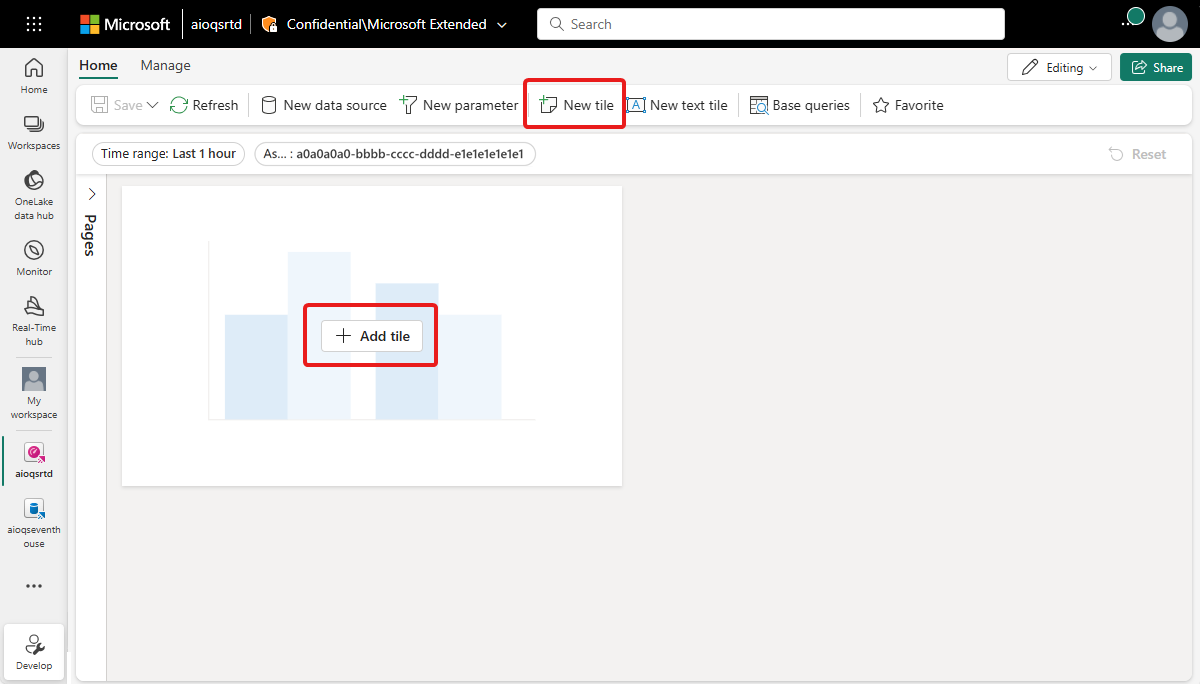 Microsoft
aioqsrtd
Confidential\Microsoft Extended
Search
Home
Manage
Editing
Share
Save
Refresh
New data source
New parameter
New tile
New text tile
Base queries
Favorite
Time range: Last 1 hour
As... : a0a0a0a0-bbbb-cccc-dddd-e1e1e1e1e1e1
Reset
Home
Workspaces
OneLake
data hub
Monitor
Real-Time
hub
My
workspace
aioqsrtd
aioqseventh
ouse
Develop
Pages
Add tile